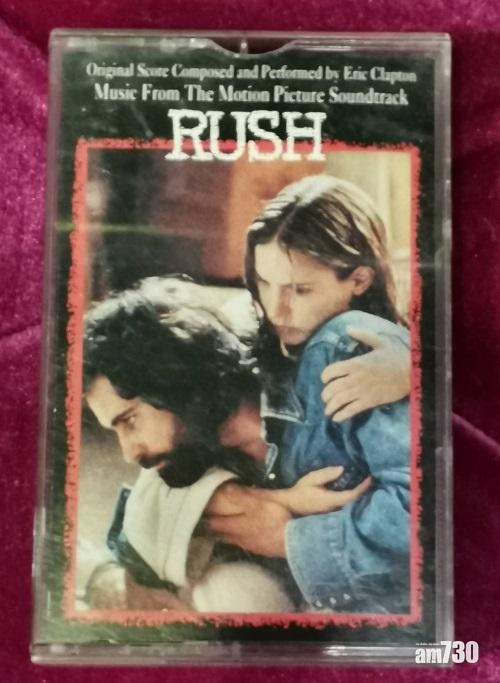 Original Score Composed and Performed by Eric Clapton
Music From The Motion Picture Soundtrack
RUSH
am730